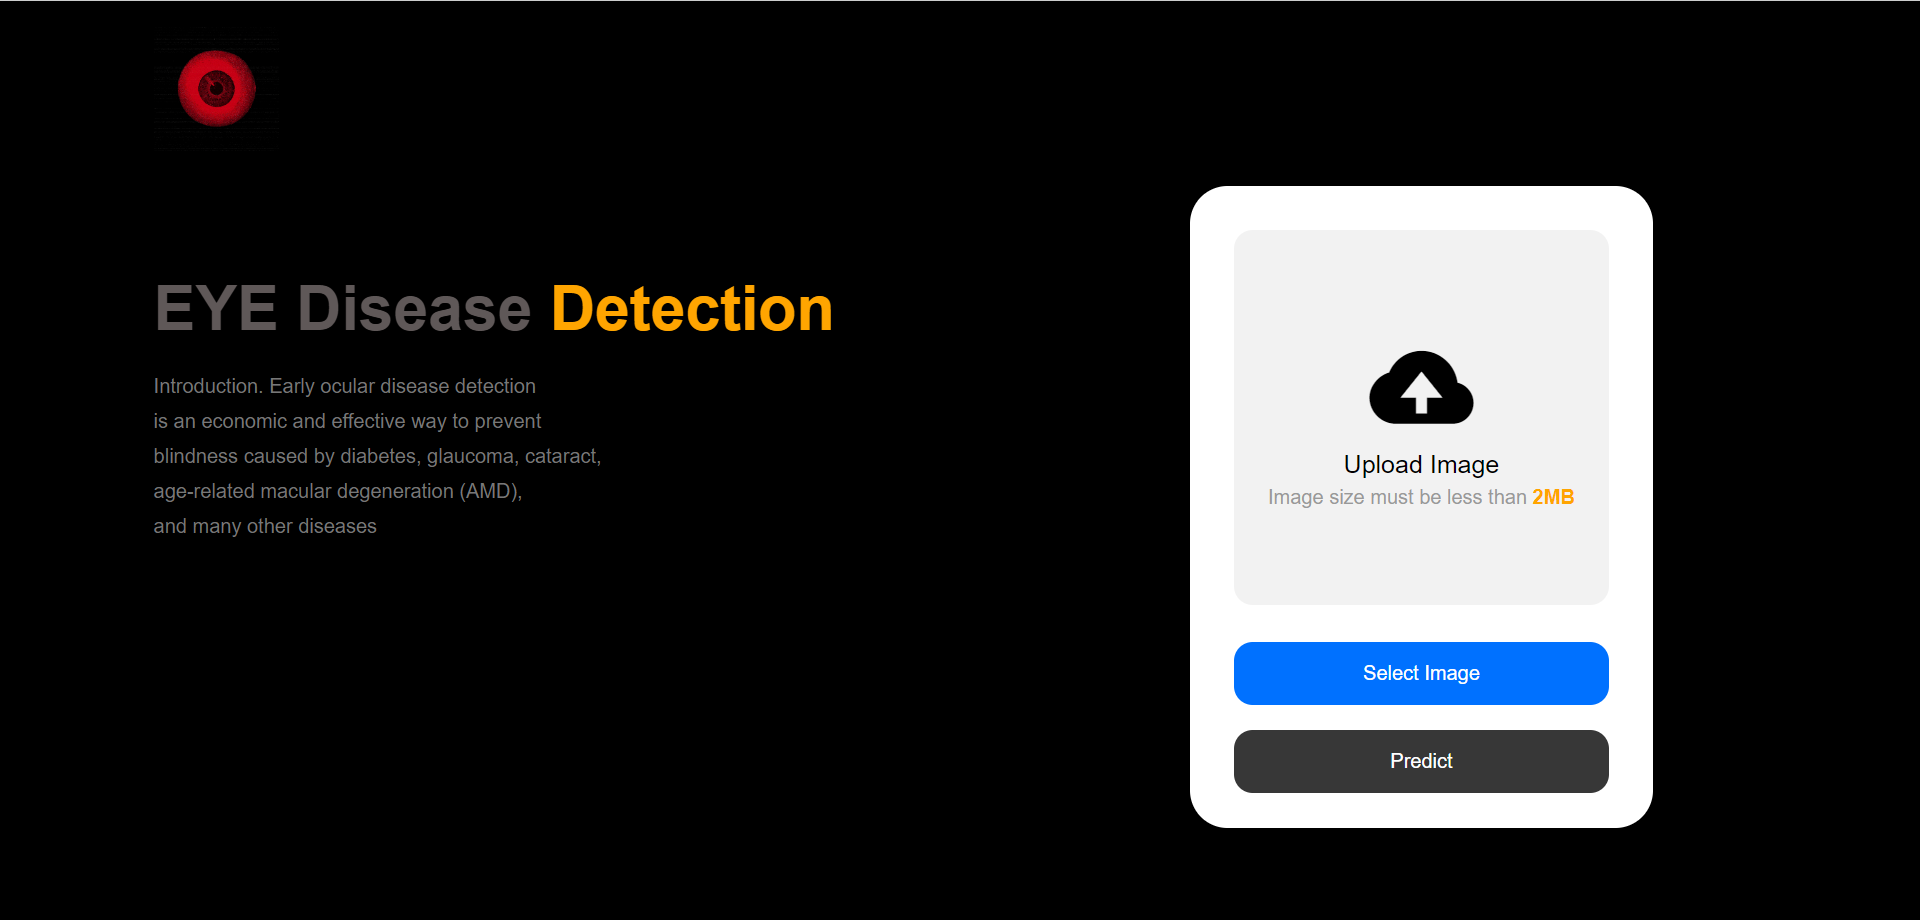 EYE Disease Detection
Introduction. Early ocular disease detection
is an economic and effective way to prevent
blindness caused by diabetes, glaucoma, cataract,
age-related macular degeneration (AMD),
and many other diseases
Upload Image
Image size must be less than 2MB
Select Image
Predict